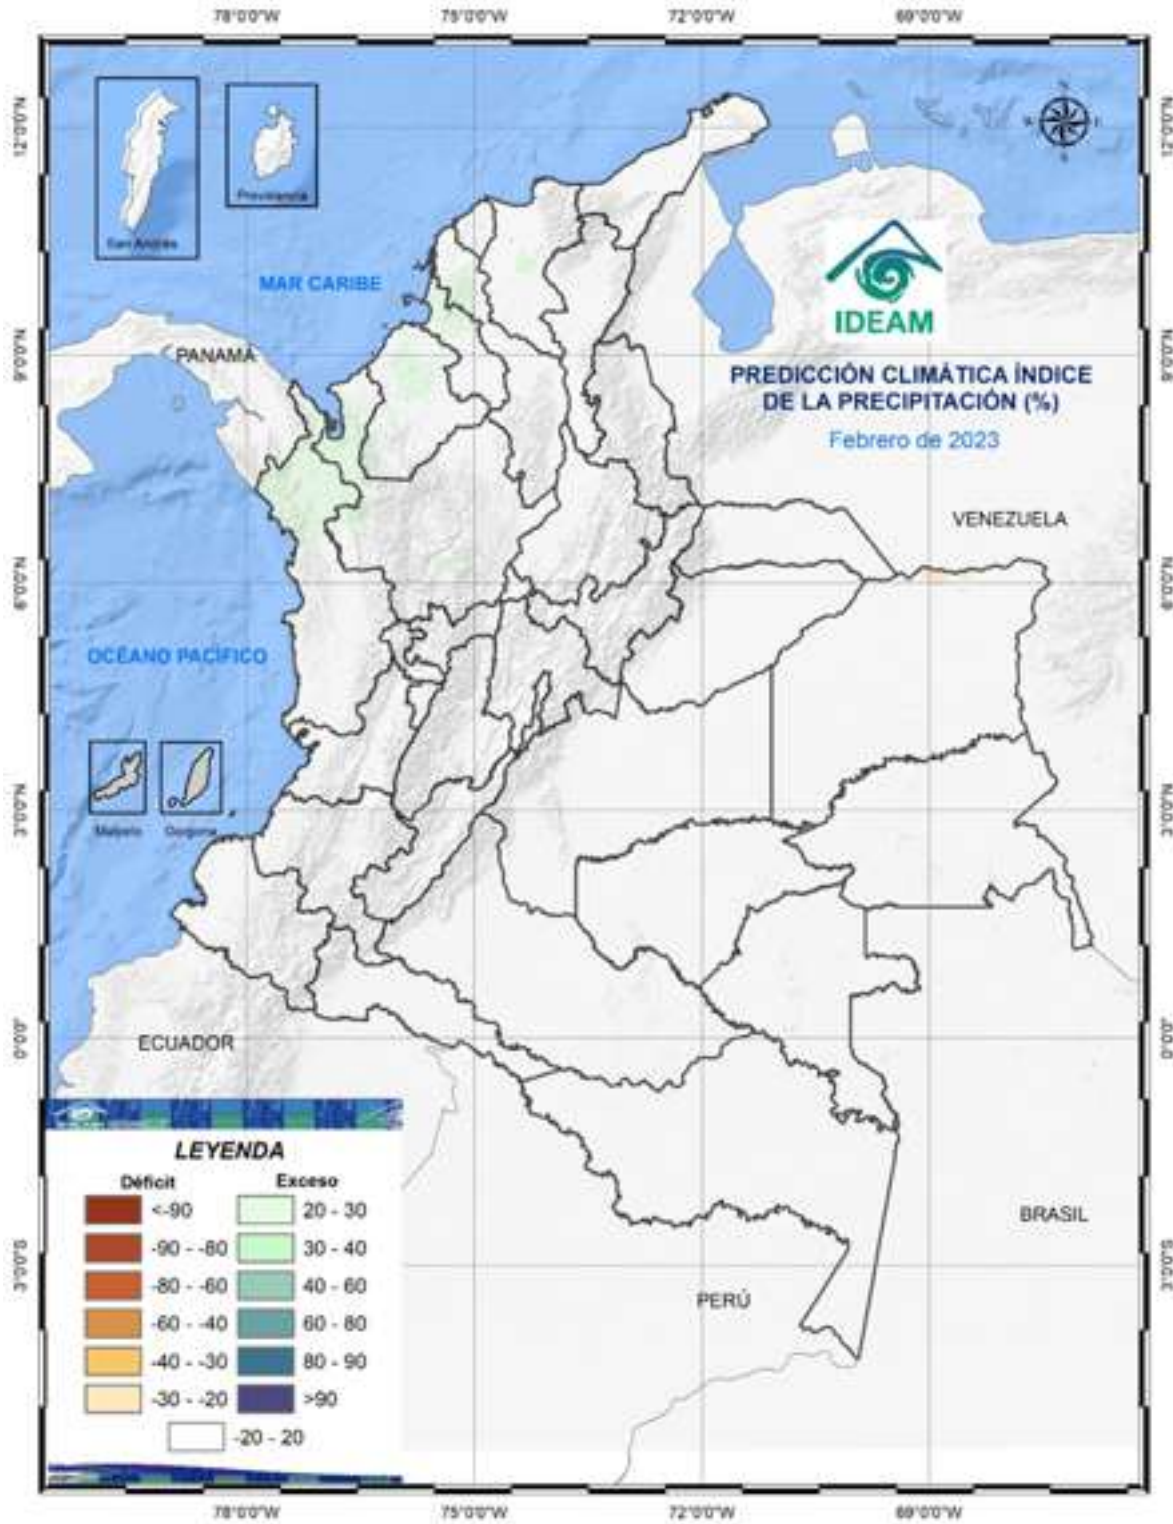 78°0'0"W
75°0'0"W
72°0'0"W
69°0'0"W
12°0'0"N
12°0'0"N
San Andrés
Providencia
MAR CARIBE
IDEAM
9°0'0"N
9°0'0"N
PANAMÁ
PREDICCIÓN CLIMÁTICA ÍNDICE
DE LA PRECIPITACIÓN (%)
Febrero de 2023
VENEZUELA
6°0'0"N
6°0'0"N
OCÉANO PACÍFICO
3°0'0"N
3°0'0"N
Malpelo
Gorgona
0°0'0"
0°0'0"
ECUADOR
LEYENDA
Déficit
Exceso
<-90
20 - 30
-90 - -80
30 - 40
-80 - -60
40 - 60
-60 - -40
60 - 80
-40 - -30
80 - 90
-30 - -20
>90
-20 - 20
BRASIL
3°0'0"S
3°0'0"S
PERÚ
78°0'0"W
75°0'0"W
72°0'0"W
69°0'0"W